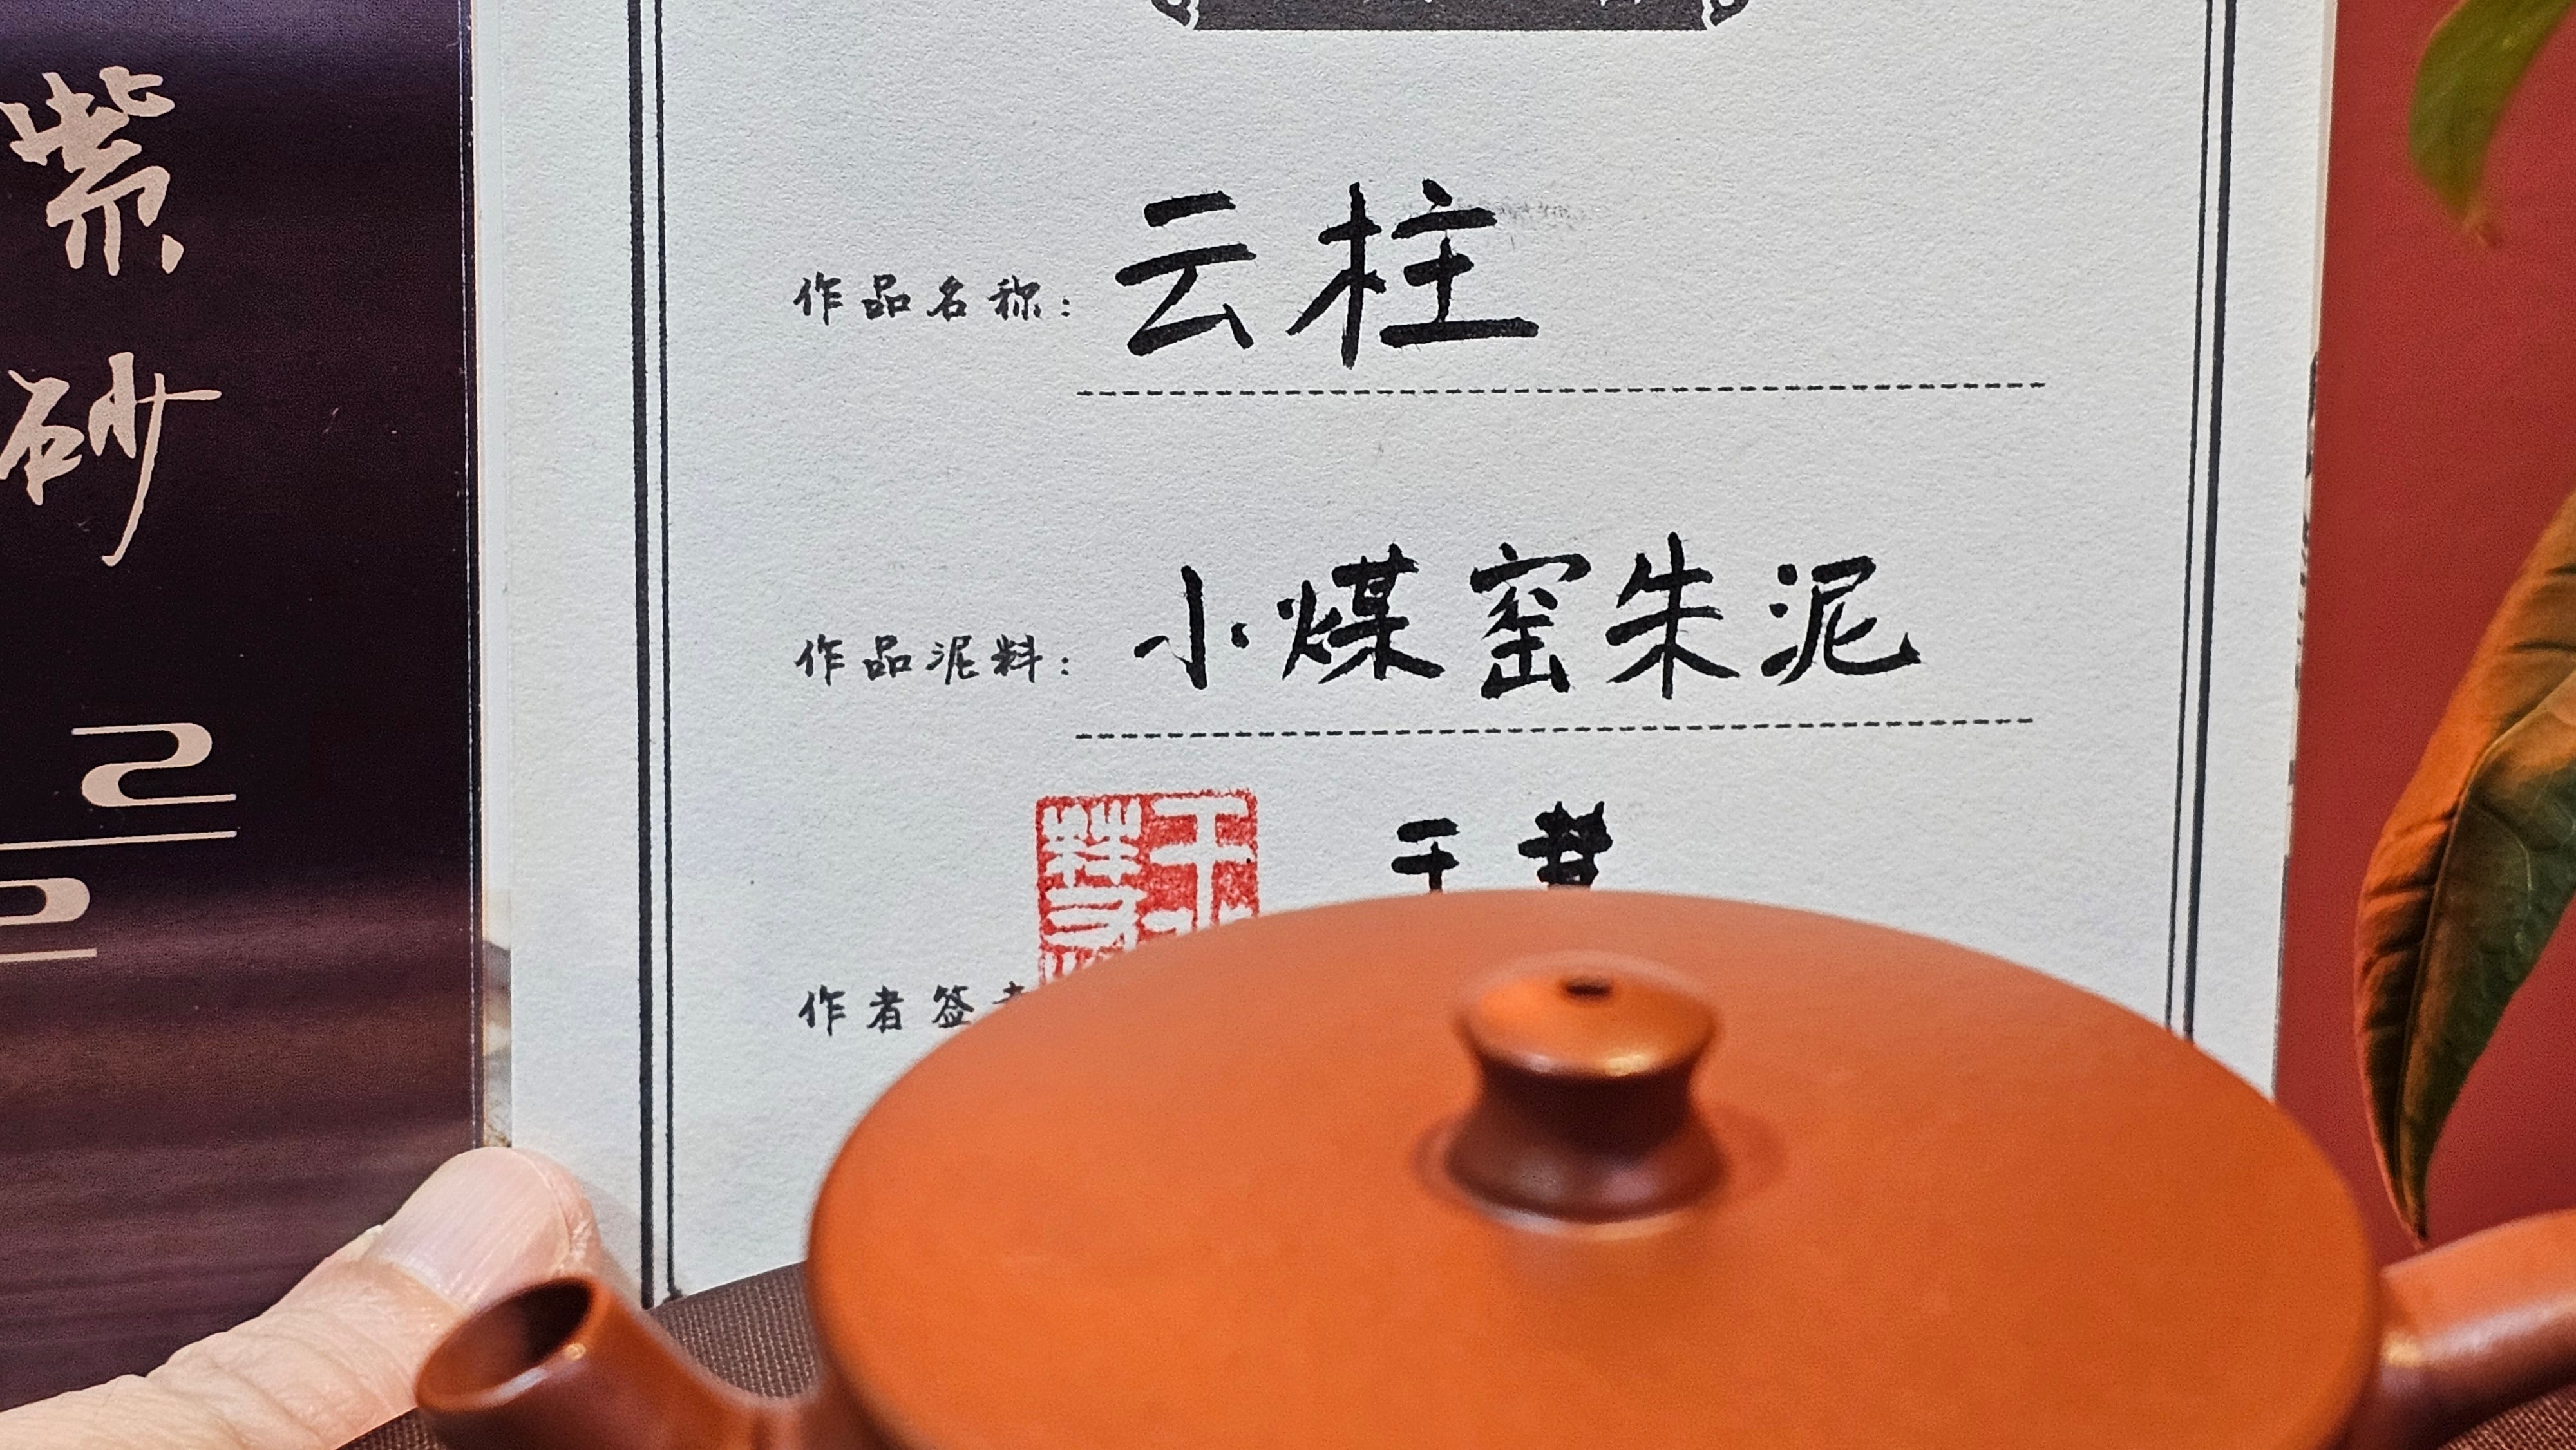 紫砂
作品名称：云柱
作品泥料：小煤窑朱泥
作者签